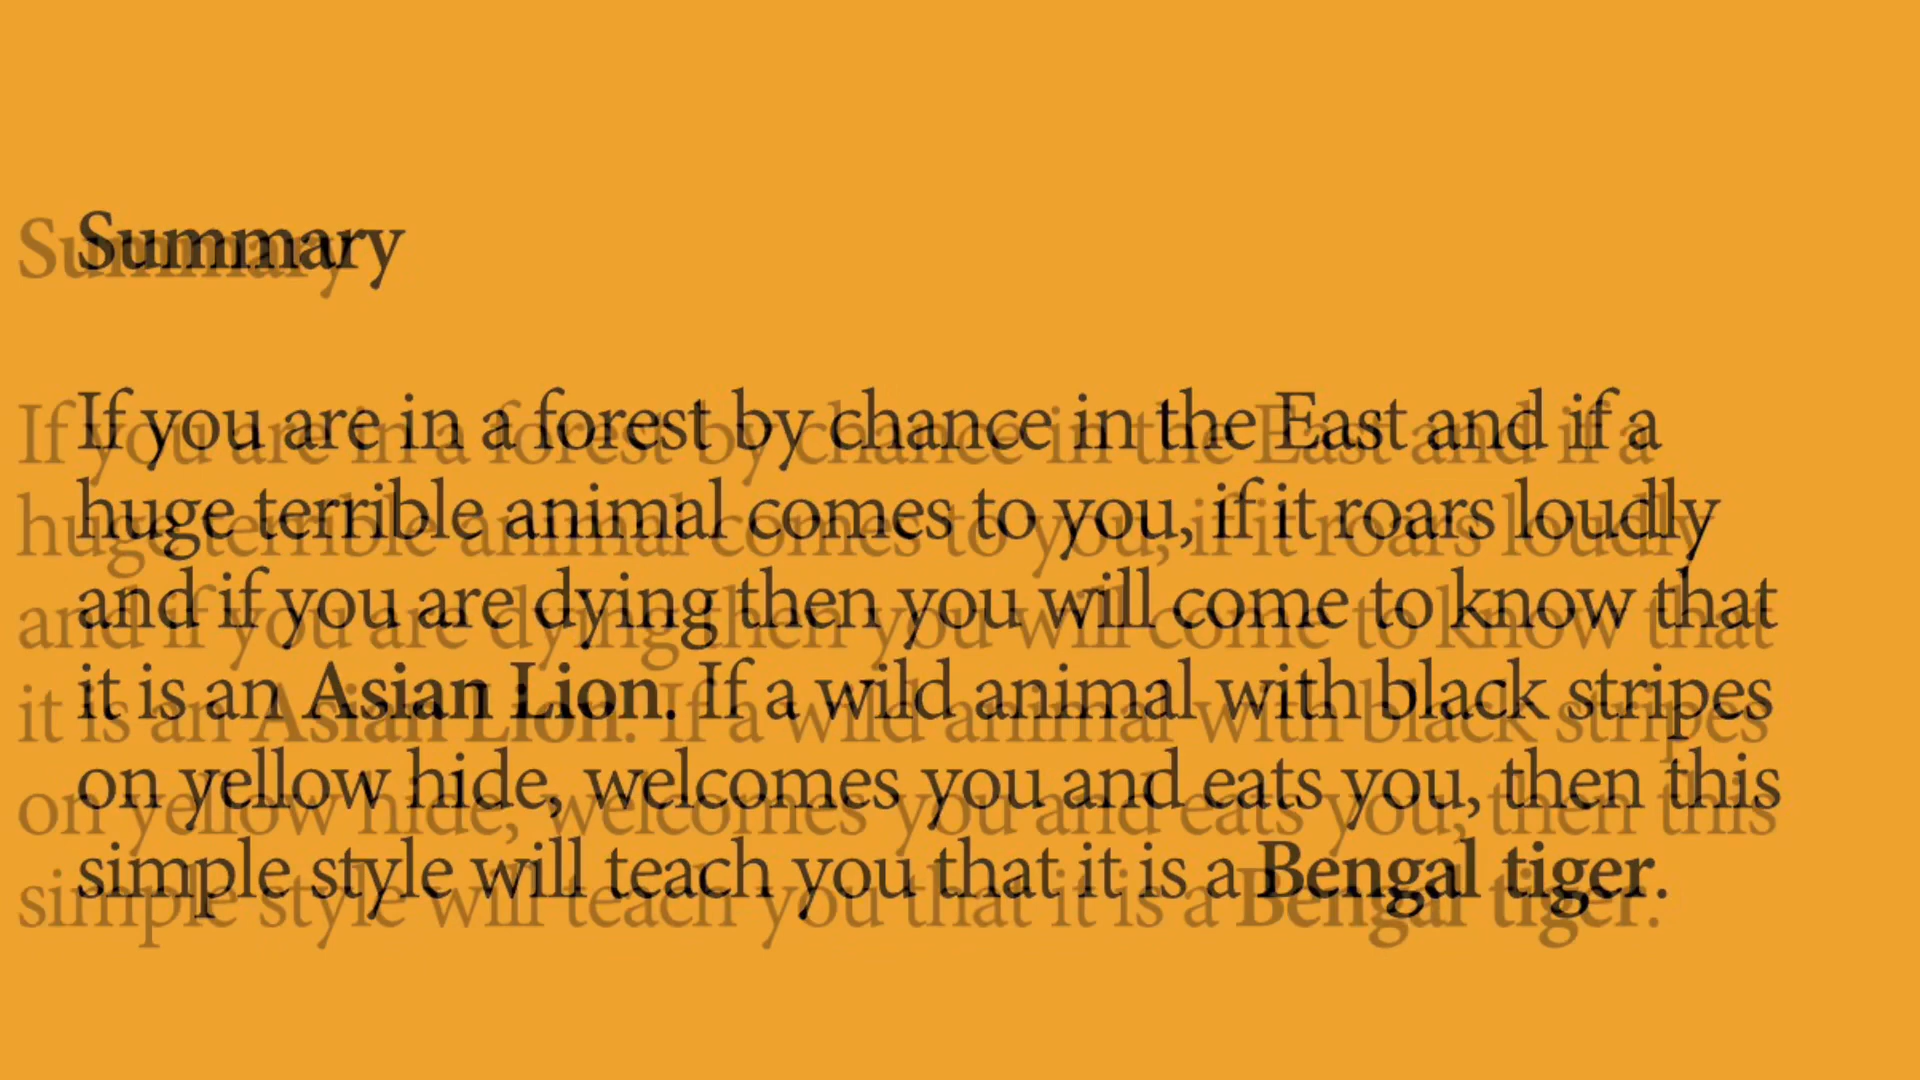 Summary
If you are in a forest by chance in the East and if a
huge terrible animal comes to you, if it roars loudly
and if you are dying then you will come to know that
it is an Asian Lion. If a wild animal with black stripes
on yellow hide, welcomes you and eats you, then this
simple style will teach you that it is a Bengal tiger.